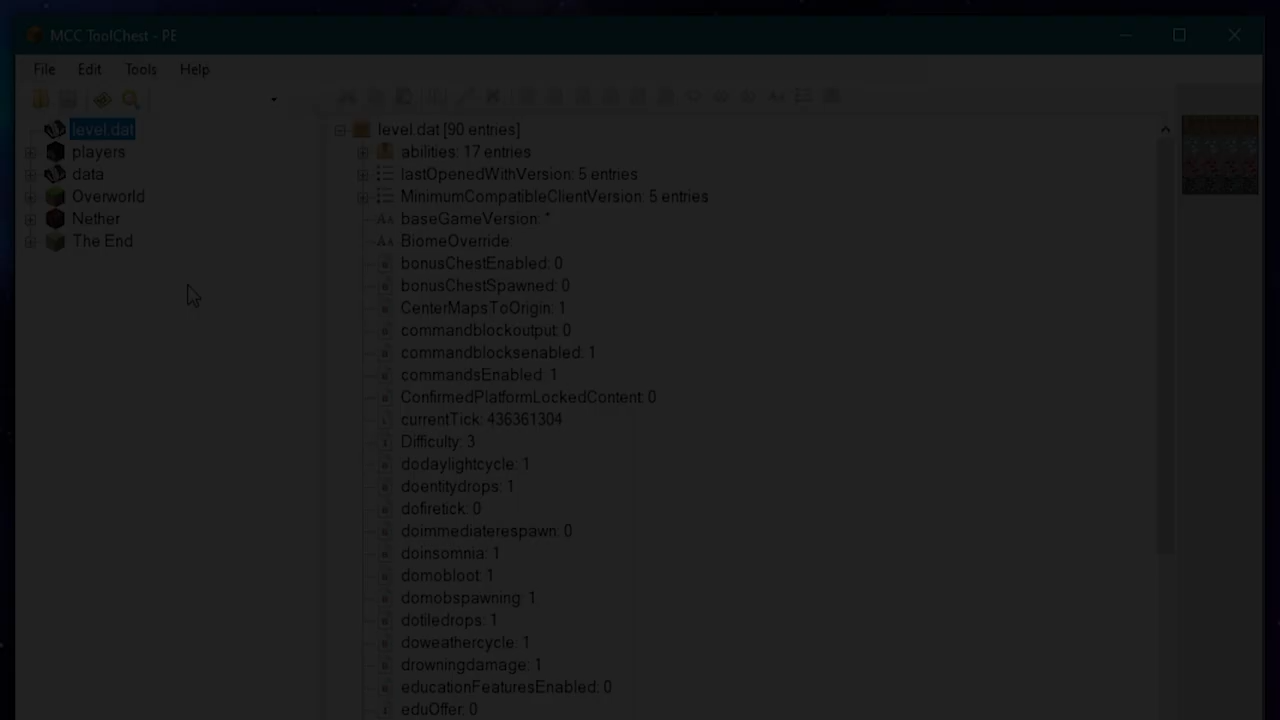 MCC ToolChest - PE
File Edit Tools Help
level.dat
players
data
Overworld
Nether
The End
level.dat [90 entries]
abilities: 17 entries
lastOpenedWithVersion: 5 entries
MinimumCompatibleClientVersion: 5 entries
baseGameVersion: *
BiomeOverride:
bonusChestEnabled: 0
bonusChestSpawned: 0
CenterMapsToOrigin: 1
commandblockoutput: 0
commandblocksenabled: 1
commandsEnabled: 1
ConfirmedPlatformLockedContent: 0
currentTick: 436361304
Difficulty: 3
dodaylightcycle: 1
doentitydrops: 1
dofiretick: 0
doimmediaterespawn: 0
doinsomnia: 1
domobloot: 1
domobspawning: 1
dotiledrops: 1
doweathercycle: 1
drowningdamage: 1
educationFeaturesEnabled: 0
eduOffer: 0